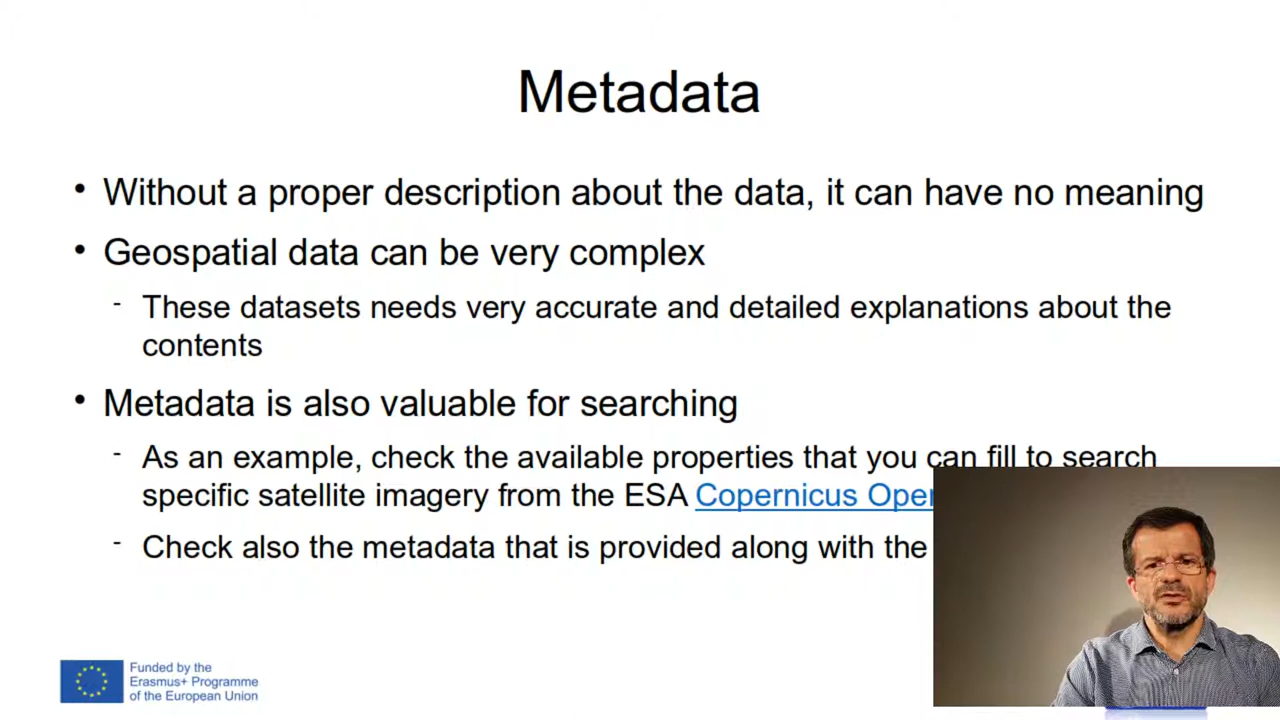 Metadata
• Without a proper description about the data, it can have no meaning
• Geospatial data can be very complex
- These datasets needs very accurate and detailed explanations about the
contents
• Metadata is also valuable for searching
- As an example, check the available properties that you can fill to search
specific satellite imagery from the ESA Copernicus Open
- Check also the metadata that is provided along with the
Funded by the
Erasmus+ Programme
of the European Union